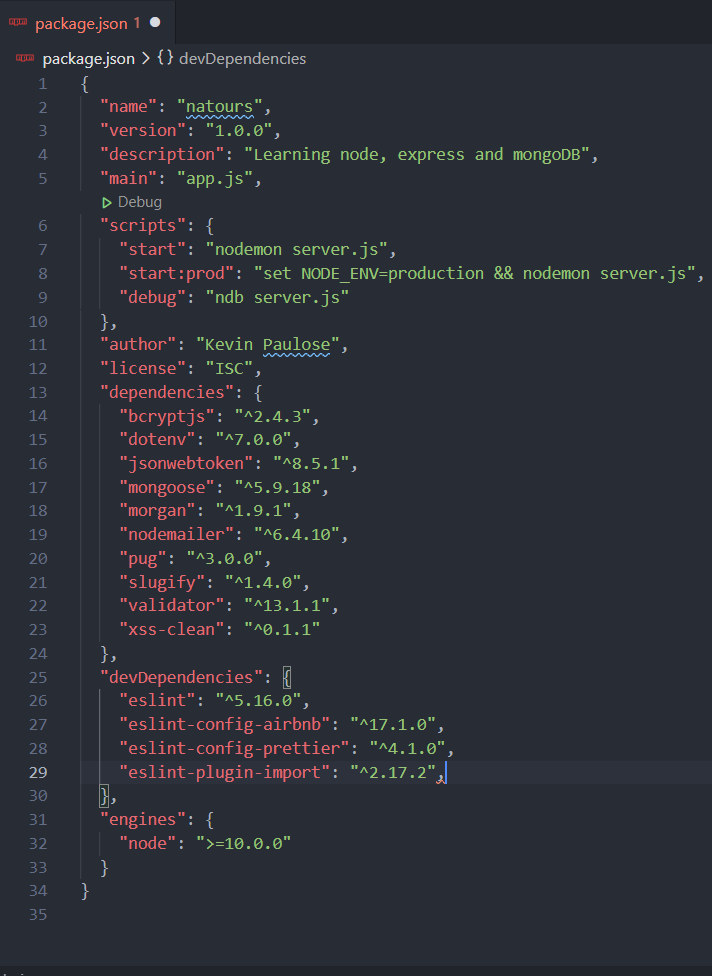 package.json 1
package.json > {} devDependencies
1 {
2 "name": "natours",
3 "version": "1.0.0",
4 "description": "Learning node, express and mongoDB",
5 "main": "app.js",
Debug
6 "scripts": {
7 "start": "nodemon server.js",
8 "start:prod": "set NODE_ENV=production && nodemon server.js",
9 "debug": "ndb server.js"
10 },
11 "author": "Kevin Paulose",
12 "license": "ISC",
13 "dependencies": {
14 "bcryptjs": "^2.4.3",
15 "dotenv": "^7.0.0",
16 "jsonwebtoken": "^8.5.1",
17 "mongoose": "^5.9.18",
18 "morgan": "^1.9.1",
19 "nodemailer": "^6.4.10",
20 "pug": "^3.0.0",
21 "slugify": "^1.4.0",
22 "validator": "^13.1.1",
23 "xss-clean": "^0.1.1"
24 },
25 "devDependencies": {
26 "eslint": "^5.16.0",
27 "eslint-config-airbnb": "^17.1.0",
28 "eslint-config-prettier": "^4.1.0",
29 "eslint-plugin-import": "^2.17.2",
30 },
31 "engines": {
32 "node": ">=10.0.0"
33 }
34 }
35